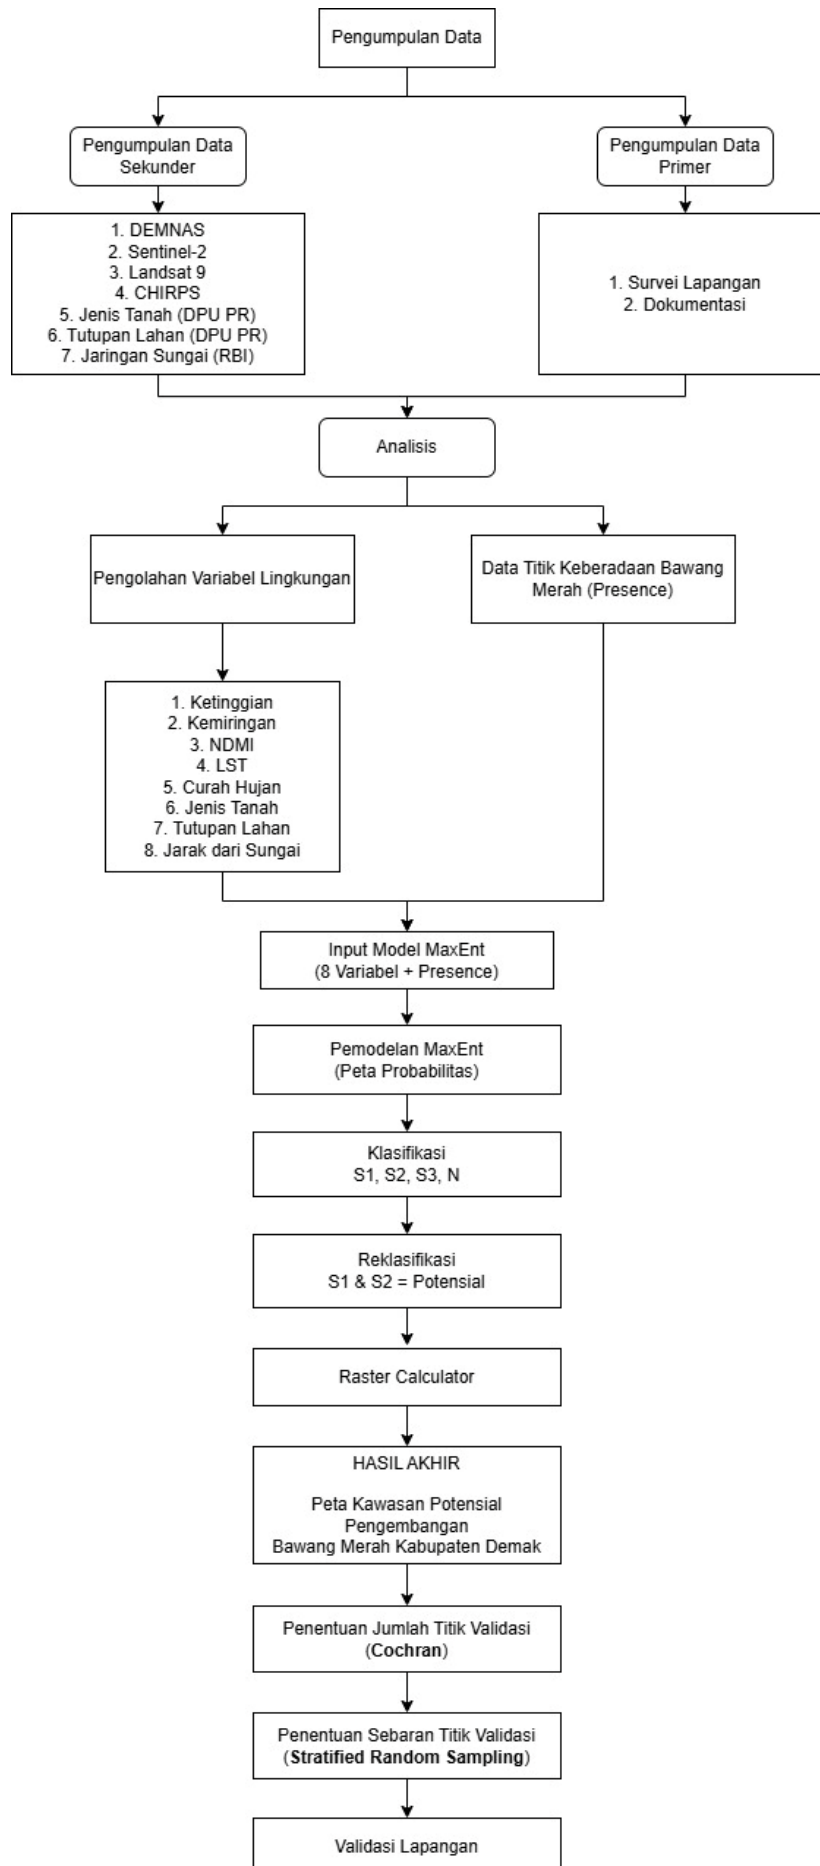 Pengumpulan Data
Pengumpulan Data
Sekunder
Pengumpulan Data
Primer
1. DEMNAS
2. Sentinel-2
3. Landsat 9
4. CHIRPS
5. Jenis Tanah (DPU PR)
6. Tutupan Lahan (DPU PR)
7. Jaringan Sungai (RBI)
1. Survei Lapangan
2. Dokumentasi
Analisis
Pengolahan Variabel Lingkungan
Data Titik Keberadaan Bawang
Merah (Presence)
1. Ketinggian
2. Kemiringan
3. NDMI
4. LST
5. Curah Hujan
6. Jenis Tanah
7. Tutupan Lahan
8. Jarak dari Sungai
Input Model MaxEnt
(8 Variabel + Presence)
Pemodelan MaxEnt
(Peta Probabilitas)
Klasifikasi
S1, S2, S3, N
Reklasifikasi
S1 & S2 = Potensial
Raster Calculator
HASIL AKHIR
Peta Kawasan Potensial
Pengembangan
Bawang Merah Kabupaten Demak
Penentuan Jumlah Titik Validasi
(Cochran)
Penentuan Sebaran Titik Validasi
(Stratified Random Sampling)
Validasi Lapangan